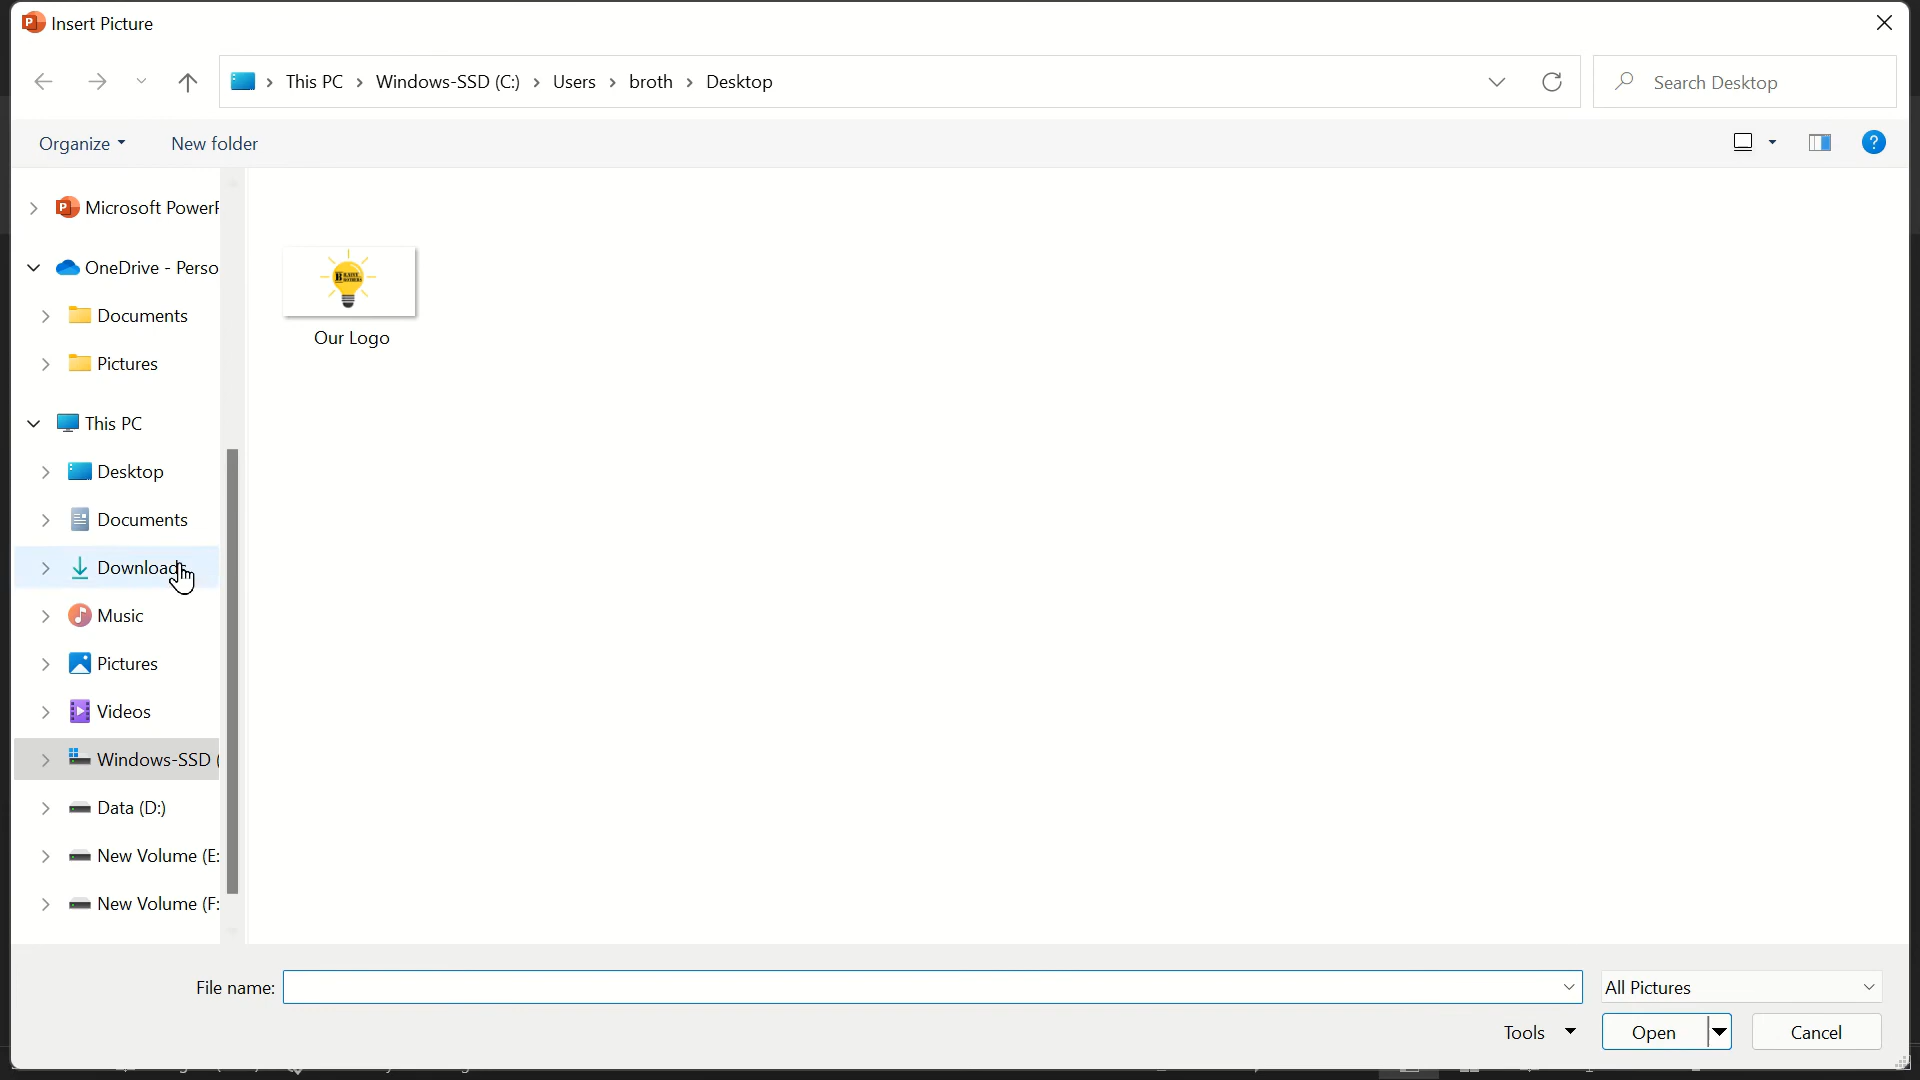 Insert Picture
This PC > Windows-SSD (C:) > Users > broth > Desktop
Search Desktop
Organize
New folder
Microsoft PowerP
OneDrive - Perso
Documents
Pictures
This PC
Desktop
Documents
Downloads
Music
Pictures
Videos
Windows-SSD (
Data (D:)
New Volume (E:
New Volume (F:
Our Logo
File name:
All Pictures
Tools
Open
Cancel